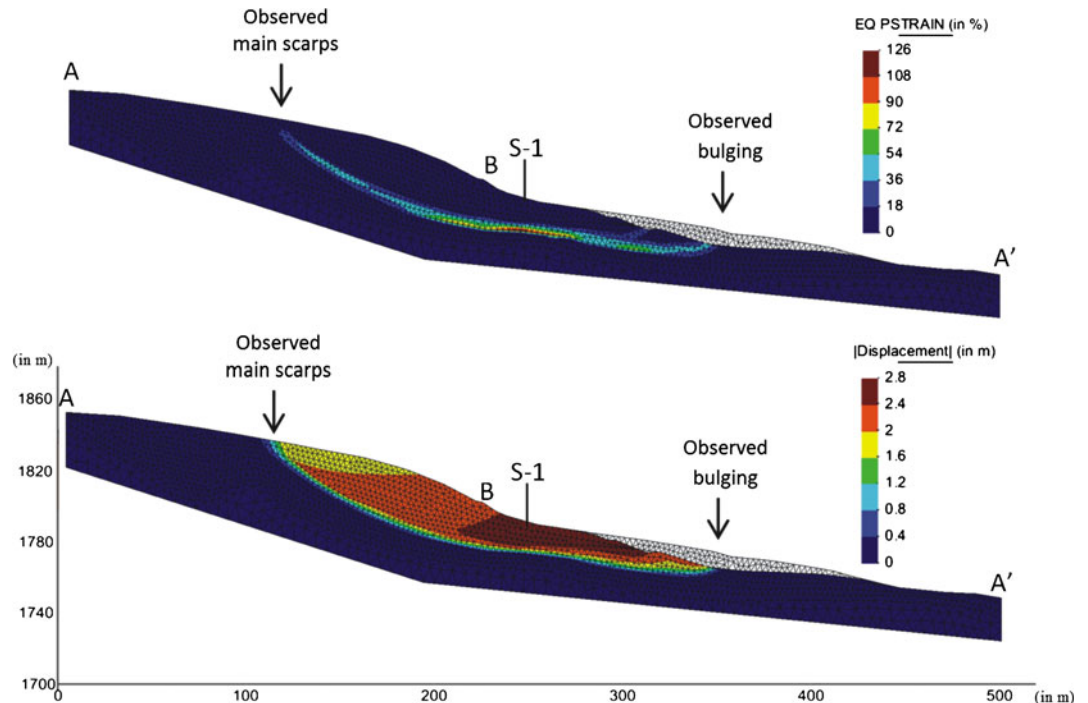 Observed
main scarps
EQ PSTRAIN (in %)
126
108
90
72
54
36
18
0
A
Observed
bulging
B
S-1
A'
Observed
main scarps
|Displacement| (in m)
2.8
2.4
2
1.6
1.2
0.8
0.4
0
(in m)
1860
A
1820
Observed
bulging
S-1
B
1780
1740
A'
1700
0
100
200
300
400
500
(in m)